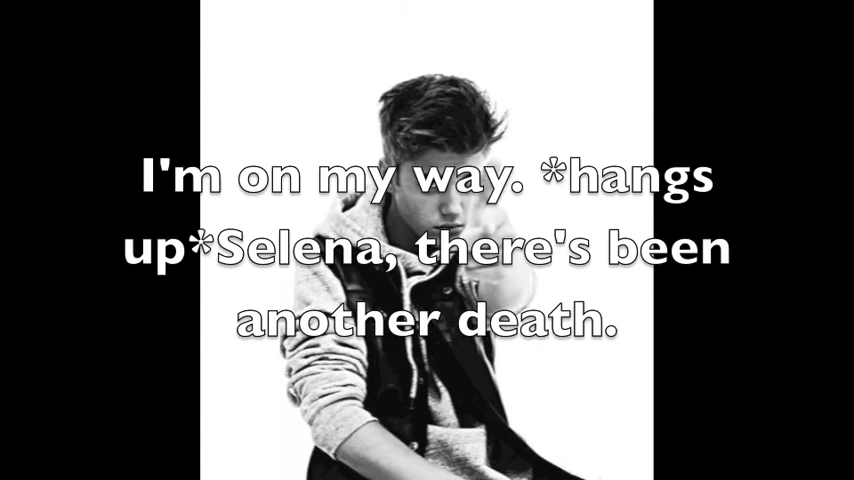 I'm on my way. *hangs
up*Selena, there's been
another death.